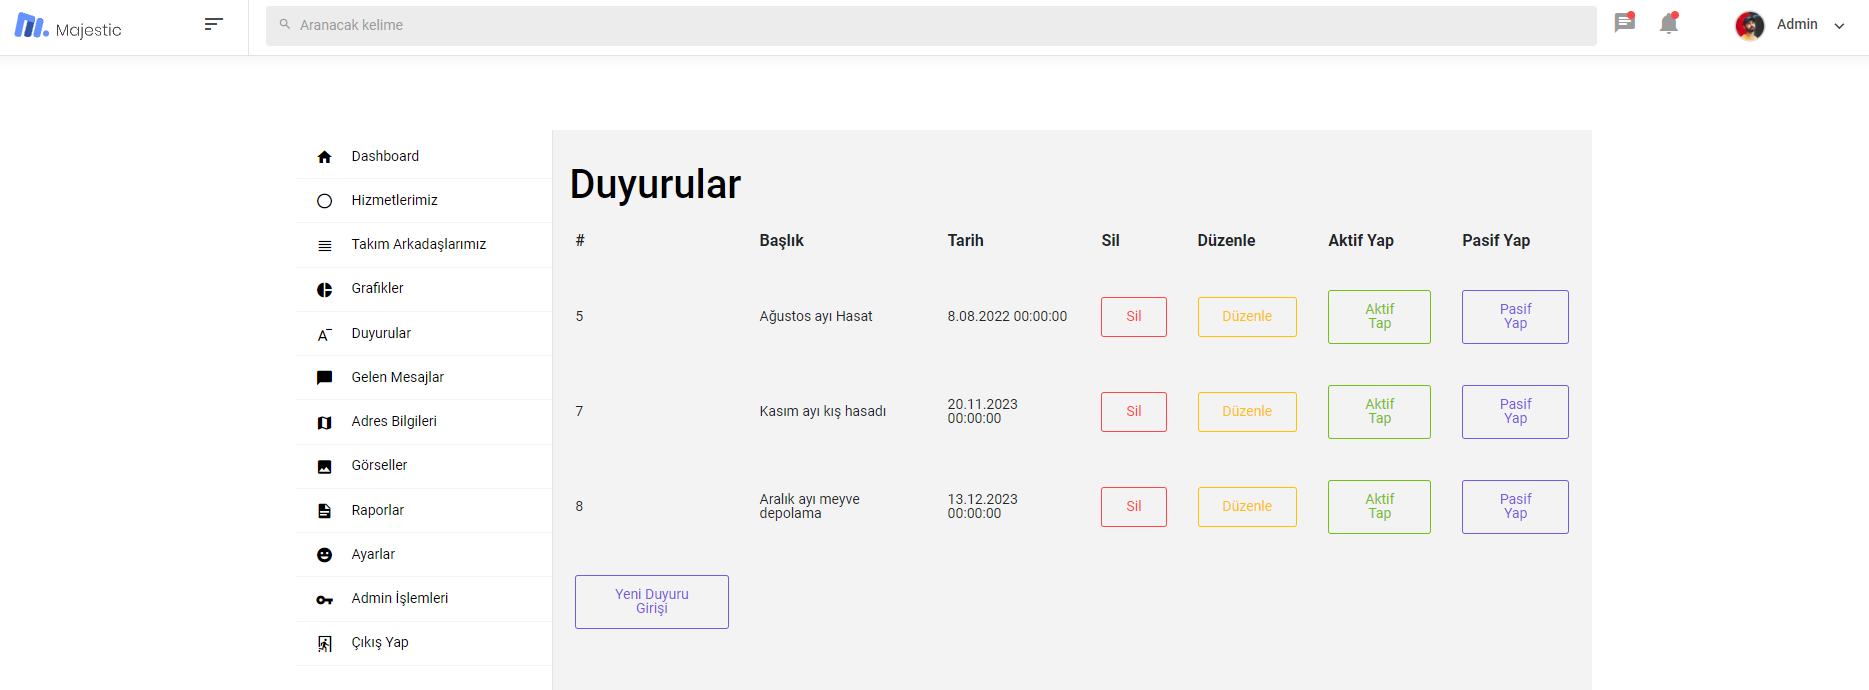 Majestic
Aranacak kelime
Admin
Dashboard
Hizmetlerimiz
Takım Arkadaşlarımız
Grafikler
Duyurular
Gelen Mesajlar
Adres Bilgileri
Görseller
Raporlar
Ayarlar
Admin İşlemleri
Çıkış Yap
Duyurular
# Başlık Tarih Sil Düzenle Aktif Yap Pasif Yap
5 Ağustos ayı Hasat 8.08.2022 00:00:00 Sil Düzenle Aktif Pasif
Tap Yap
7 Kasım ayı kış hasadı 20.11.2023 Sil Düzenle Aktif Pasif
00:00:00 Tap Yap
8 Aralık ayı meyve 13.12.2023 Sil Düzenle Aktif Pasif
depolama 00:00:00 Tap Yap
Yeni Duyuru
Girişi